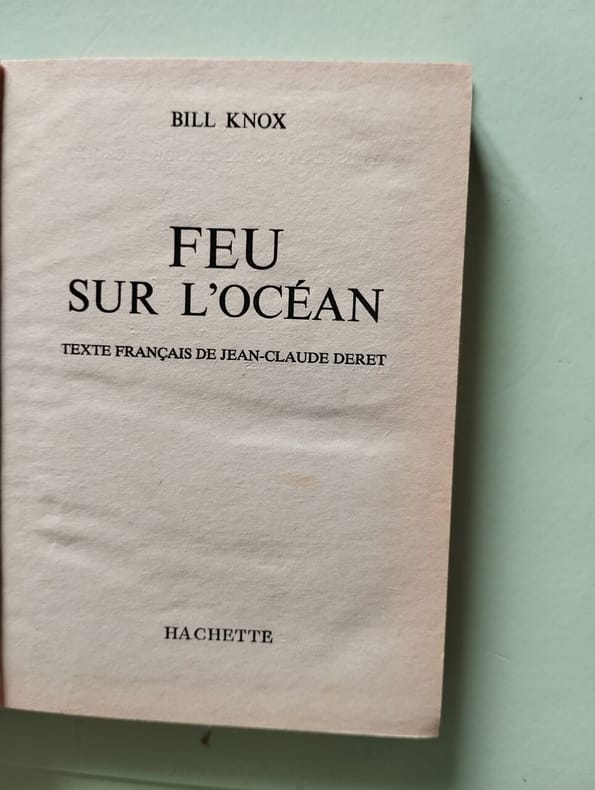 BILL KNOX
FEU
SUR L'OCÉAN
TEXTE FRANÇAIS DE JEAN-CLAUDE DERET
HACHETTE